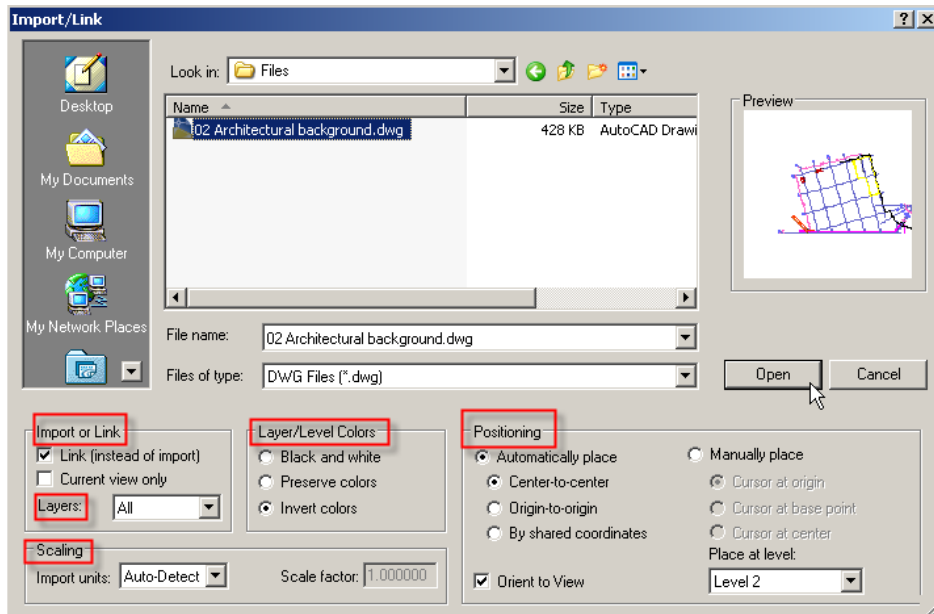 Import/Link
Look in: Files
Desktop
My Documents
My Computer
My Network Places
Name Size Type
02 Architectural background.dwg 428 KB AutoCAD Drawi
Preview
File name: 02 Architectural background.dwg
Files of type: DWG Files (*.dwg)
Open Cancel
Import or Link
Link (instead of import)
Current view only
Layers: All
Layer/Level Colors
Black and white
Preserve colors
Invert colors
Scaling
Import units: Auto-Detect Scale factor: 1.000000
Positioning
Automatically place
Center-to-center
Origin-to-origin
By shared coordinates
Orient to View
Manually place
Cursor at origin
Cursor at base point
Cursor at center
Place at level:
Level 2